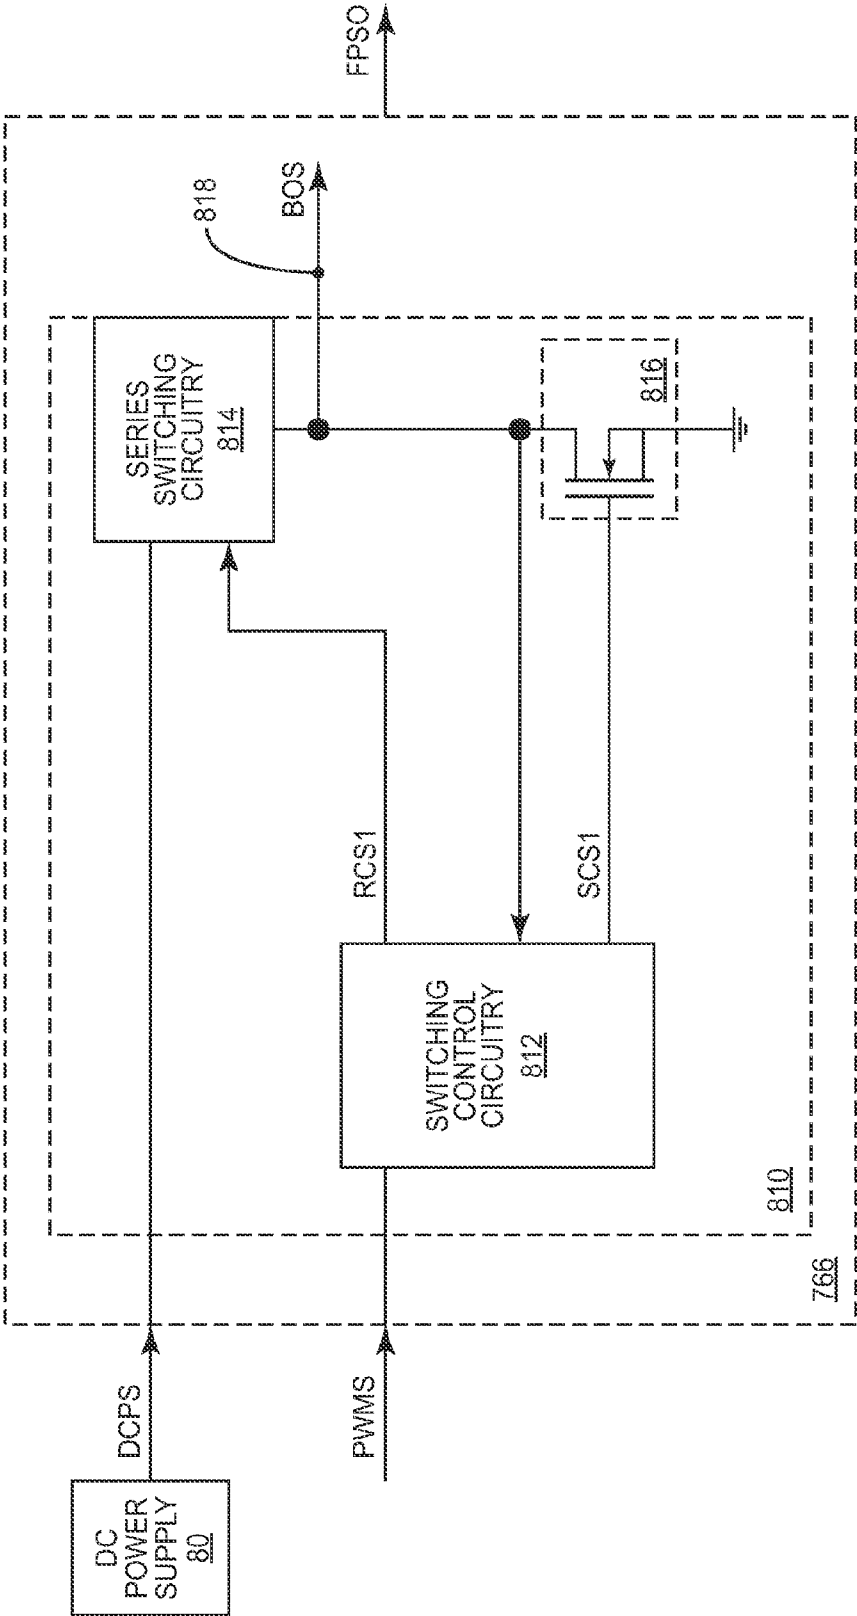 DC
POWER
SUPPLY
80
DCPS
PWMS
766
810
SWITCHING
CONTROL
CIRCUITRY
812
RCS1
SCS1
SERIES
SWITCHING
CIRCUITRY
814
816
818
BOS
FPSO